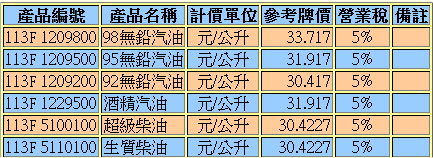 產品編號 產品名稱 計價單位 參考牌價 營業稅 備註
113F 1209800 98無鉛汽油 元/公升 33.717 5%
113F 1209500 95無鉛汽油 元/公升 31.917 5%
113F 1209200 92無鉛汽油 元/公升 30.417 5%
113F 1229500 酒精汽油 元/公升 31.917 5%
113F 5100100 超級柴油 元/公升 30.4227 5%
113F 5110100 生質柴油 元/公升 30.4227 5%